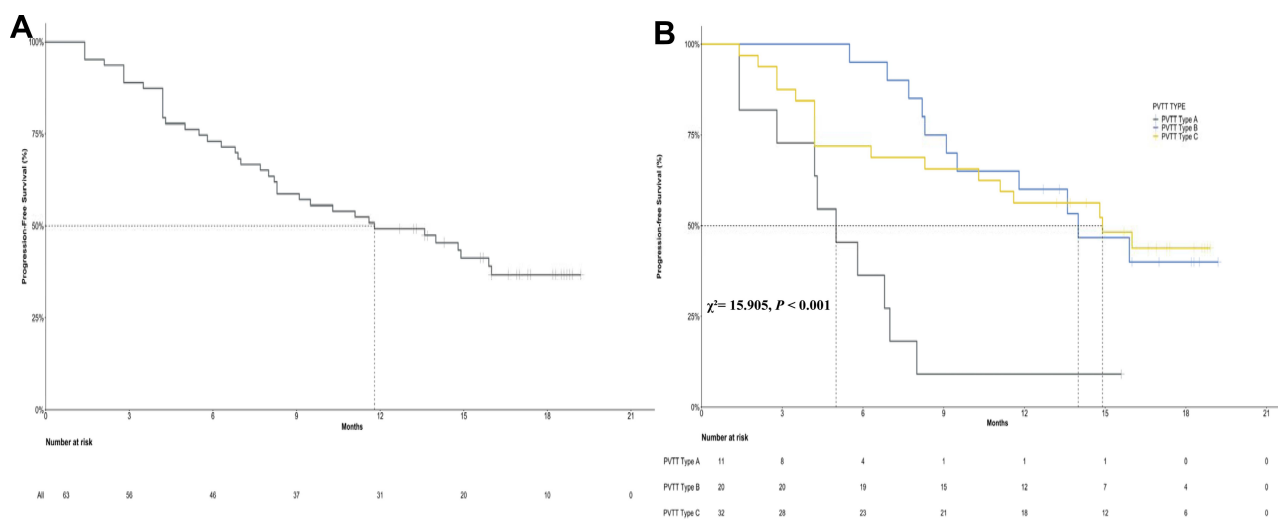 A
100%
75%
50%
25%
0%
Progression-Free Survival (%)
0 3 6 9 12 15 18 21
Months
Number at risk
All 63 56 46 37 31 20 10 0
B
100%
75%
50%
25%
0%
Progression-free Survival (%)
PVTT TYPE
PVTT Type A
PVTT Type B
PVTT Type C
χ²= 15.905, P < 0.001
0 3 6 9 12 15 18 21
Months
Number at risk
PVTT Type A 11 8 4 1 1 1 0 0
PVTT Type B 20 20 19 15 12 7 4 0
PVTT Type C 32 28 23 21 18 12 6 0